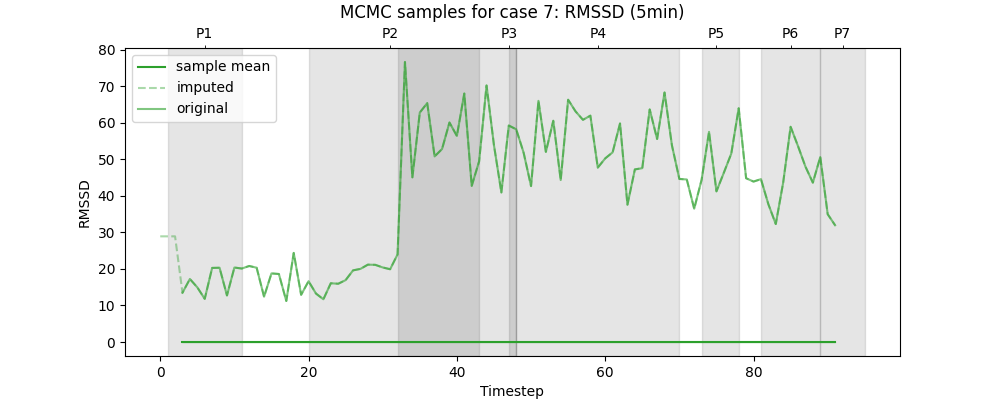 MCMC samples for case 7: RMSSD (5min)
P1 P2 P3 P4 P5 P6 P7
sample mean
imputed
original
80
70
60
50
40
30
20
10
0
RMSSD
0 20 40 60 80
Timestep